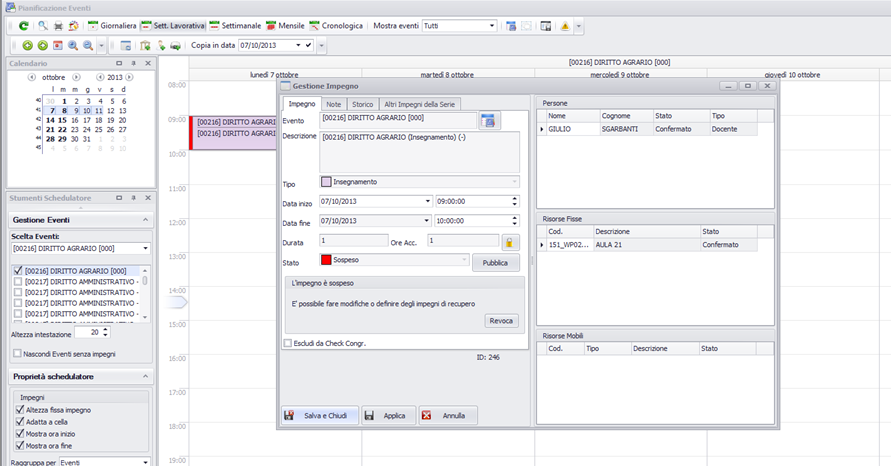 Pianificazione Eventi
Giornaliera Sett. Lavorativa Settimanale Mensile Cronologica Mostra eventi Tutti
Copia in data 07/10/2013
Calendario
ottobre 2013
l m m g v s d
40 30 1 2 3 4 5 6
41 7 8 9 10 11 12 13
42 14 15 16 17 18 19 20
43 21 22 23 24 25 26 27
44 28 29 30 31 1 2 3
45 4 5 6 7 8 9 10
Stumenti Schedulatore
Gestione Eventi
Scelta Eventi:
[00216] DIRITTO AGRARIO [000]
[00216] DIRITTO AGRARIO [000]
[00217] DIRITTO AMMINISTRATIVO -
[00217] DIRITTO AMMINISTRATIVO -
[00217] DIRITTO AMMINISTRATIVO -
[00217] DIRITTO AMMINISTRATIVO -
Altezza intestazione 20
Nascondi Eventi senza impegni
Proprietà schedulatore
Impegni
Altezza fissa impegno
Adatta a cella
Mostra ora inizio
Mostra ora fine
Raggruppa per Eventi
[00216] DIRITTO AGRARIO [000]
lunedì 7 ottobre martedì 8 ottobre mercoledì 9 ottobre giovedì 10 ottobre
08:00
09:00
10:00
11:00
12:00
13:00
14:00
15:00
16:00
17:00
18:00
19:00
[00216] DIRITTO AGRARI
[00216] DIRITTO AGRARI
Gestione Impegno
Impegno Note Storico Altri Impegni della Serie
Evento [00216] DIRITTO AGRARIO [000]
Descrizione [00216] DIRITTO AGRARIO (Insegnamento) (-)
Tipo Insegnamento
Data inizo 07/10/2013 09:00:00
Data fine 07/10/2013 10:00:00
Durata 1 Ore Acc. 1
Stato Sospeso Pubblica
L'impegno è sospeso
E' possibile fare modifiche o definire degli impegni di recupero
Revoca
Escludi da Check Congr.
ID: 246
Salva e Chiudi Applica Annulla
Persone
Nome Cognome Stato Tipo
GIULIO SGARBANTI Confermato Docente
Risorse Fisse
Cod. Descrizione Stato
151_WP02... AULA 21 Confermato
Risorse Mobili
Cod. Tipo Descrizione Stato